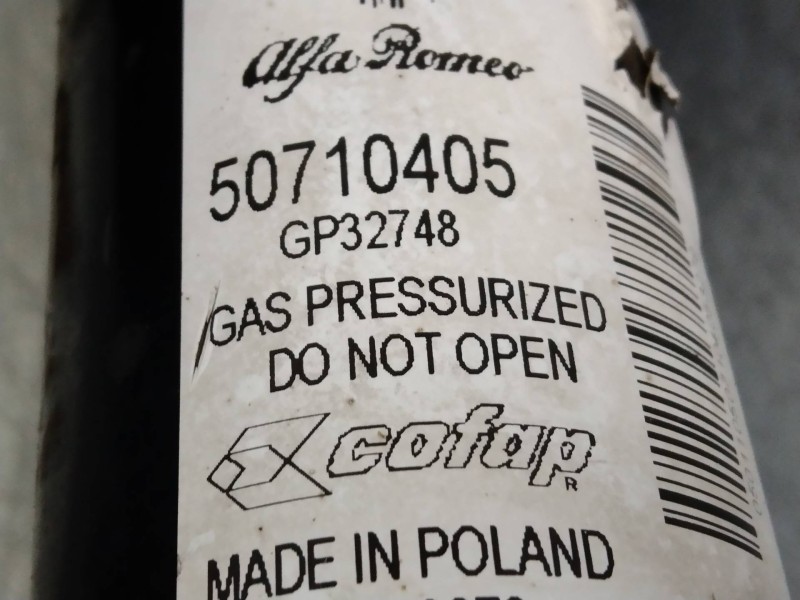 Alfa Romeo
50710405
GP32748
GAS PRESSURIZED
DO NOT OPEN
cofap
R
MADE IN POLAND